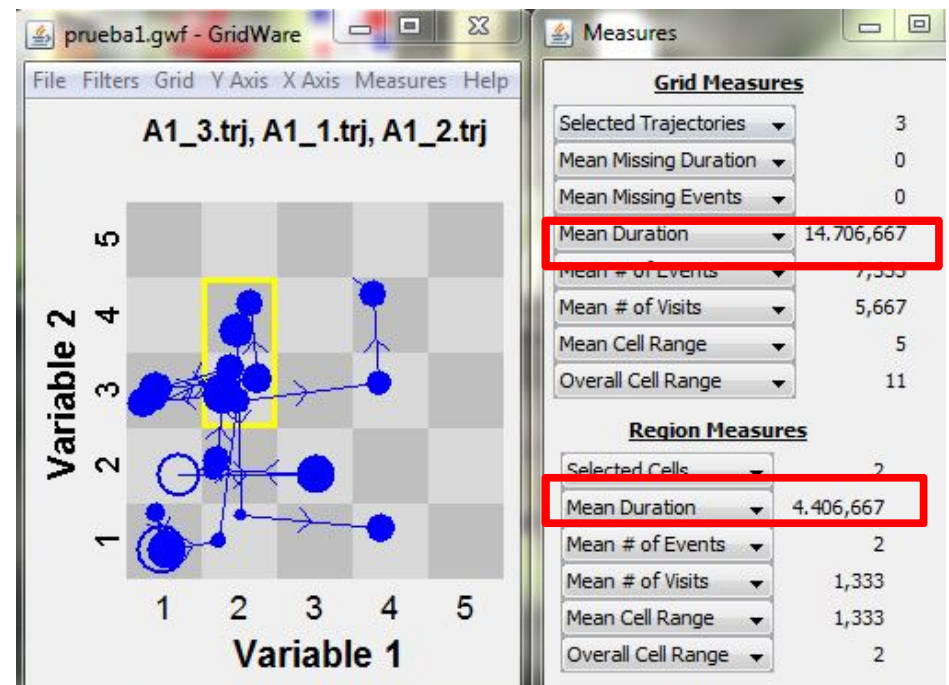 prueba1.gwf - GridWare
File Filters Grid Y Axis X Axis Measures Help
A1_3.trj, A1_1.trj, A1_2.trj
Variable 2
5
4
3
2
1
1 2 3 4 5
Variable 1
Measures
Grid Measures
Selected Trajectories 3
Mean Missing Duration 0
Mean Missing Events 0
Mean Duration 14.706,667
Mean # of Events 7,333
Mean # of Visits 5,667
Mean Cell Range 5
Overall Cell Range 11
Region Measures
Selected Cells 2
Mean Duration 4.406,667
Mean # of Events 2
Mean # of Visits 1,333
Mean Cell Range 1,333
Overall Cell Range 2